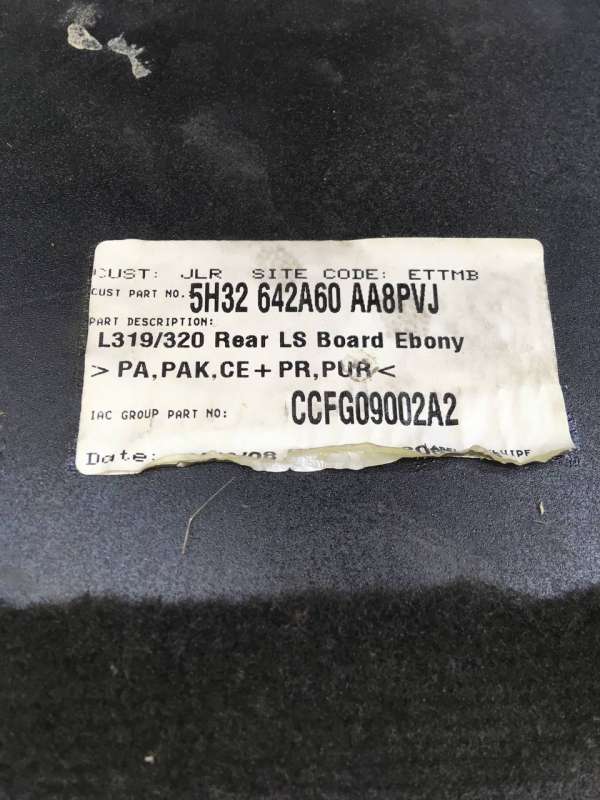 CUST: JLR SITE CODE: ETTMB
CUST PART NO. 5H32 642A60 AA8PVJ
PART DESCRIPTION:
L319/320 Rear LS Board Ebony
> PA,PAK,CE + PR,PUR <
IAC GROUP PART NO: CCFG09002A2
Date: